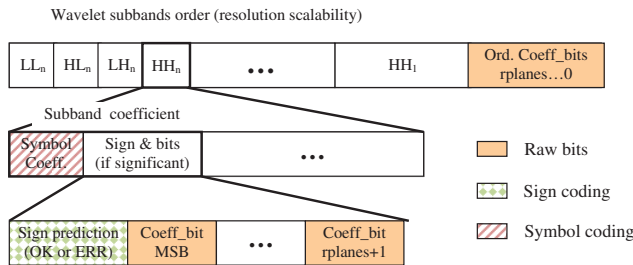 Wavelet subbands order (resolution scalability)
LLn HLn LHn HHn ••• HH1 Ord. Coeff_bits
rplanes…0
Subband coefficient
Symbol Coeff. Sign & bits (if significant) •••
Raw bits
Sign coding
Symbol coding
Sign prediction (OK or ERR) Coeff_bit MSB ••• Coeff_bit rplanes+1